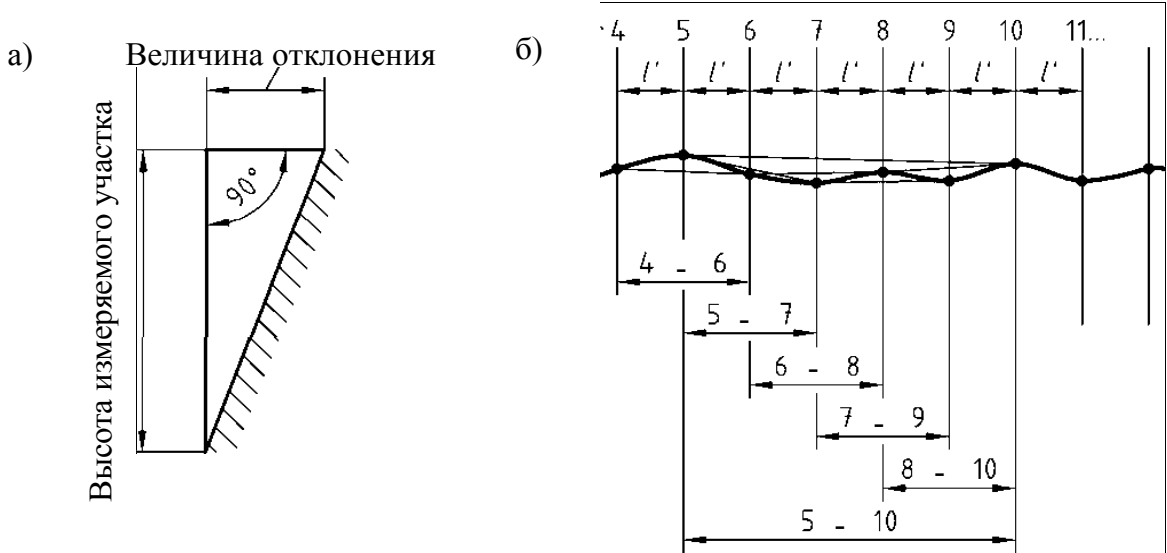 а)
Величина отклонения
Высота измеряемого участка
90°
б)
4 5 6 7 8 9 10 11...
l' l' l' l' l' l' l'
4 - 6
5 - 7
6 - 8
7 - 9
8 - 10
5 - 10